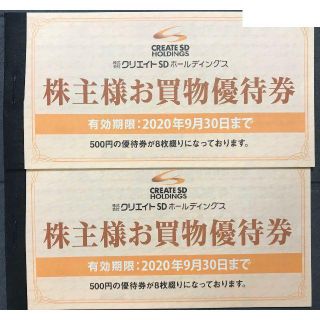 CREATE SD
HOLDINGS
株式会社クリエイトSDホールディングス
株主様お買物優待券
有効期限:2020年9月30日まで
500円の優待券が8枚綴りになっております。
CREATE SD
HOLDINGS
株式会社クリエイトSDホールディングス
株主様お買物優待券
有効期限:2020年9月30日まで
500円の優待券が8枚綴りになっております。